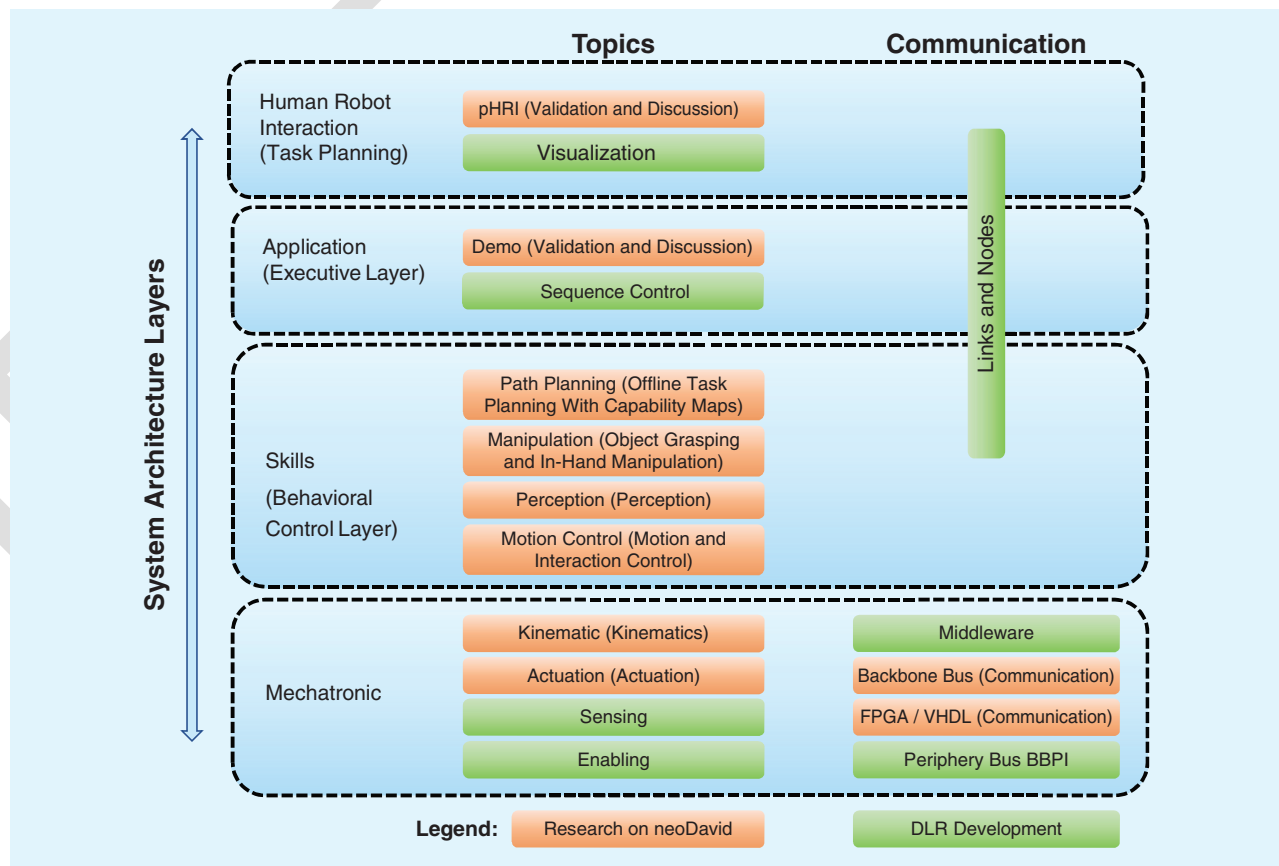 Topics
Communication
System Architecture Layers
Human Robot
Interaction
(Task Planning)
pHRI (Validation and Discussion)
Visualization
Links and Nodes
Application
(Executive Layer)
Demo (Validation and Discussion)
Sequence Control
Skills
(Behavioral
Control Layer)
Path Planning (Offline Task
Planning With Capability Maps)
Manipulation (Object Grasping
and In-Hand Manipulation)
Perception (Perception)
Motion Control (Motion and
Interaction Control)
Mechatronic
Kinematic (Kinematics)
Actuation (Actuation)
Sensing
Enabling
Middleware
Backbone Bus (Communication)
FPGA / VHDL (Communication)
Periphery Bus BBPI
Legend:
Research on neoDavid
DLR Development